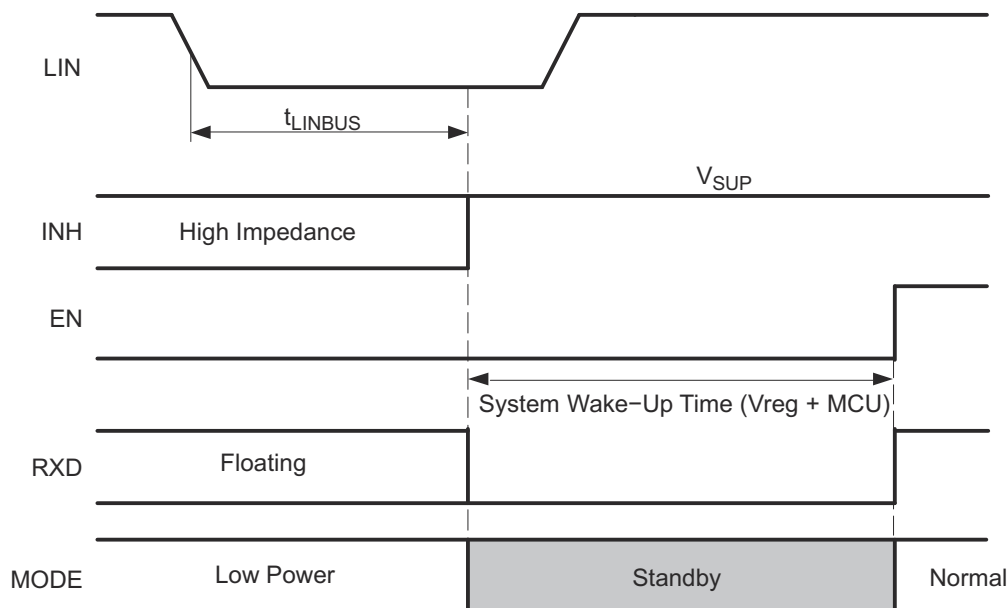 LIN
tLINBUS
VSUP
INH
High Impedance
EN
System Wake−Up Time (Vreg + MCU)
RXD
Floating
MODE
Low Power
Standby
Normal